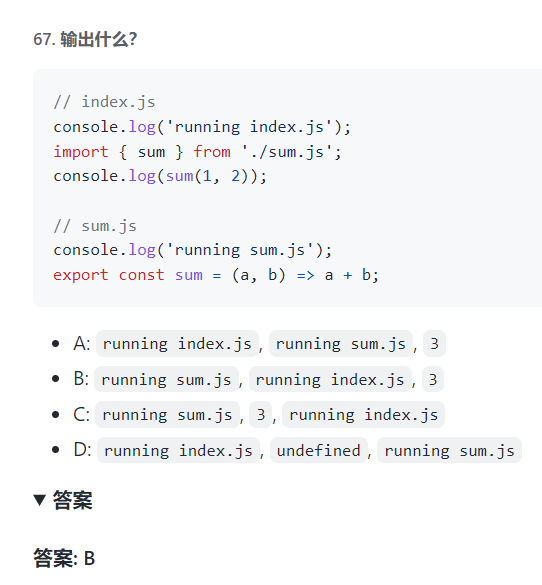 67. 输出什么?
// index.js
console.log('running index.js');
import { sum } from './sum.js';
console.log(sum(1, 2));
// sum.js
console.log('running sum.js');
export const sum = (a, b) => a + b;
A: running index.js, running sum.js, 3
B: running sum.js, running index.js, 3
C: running sum.js, 3, running index.js
D: running index.js, undefined, running sum.js
答案
答案: B